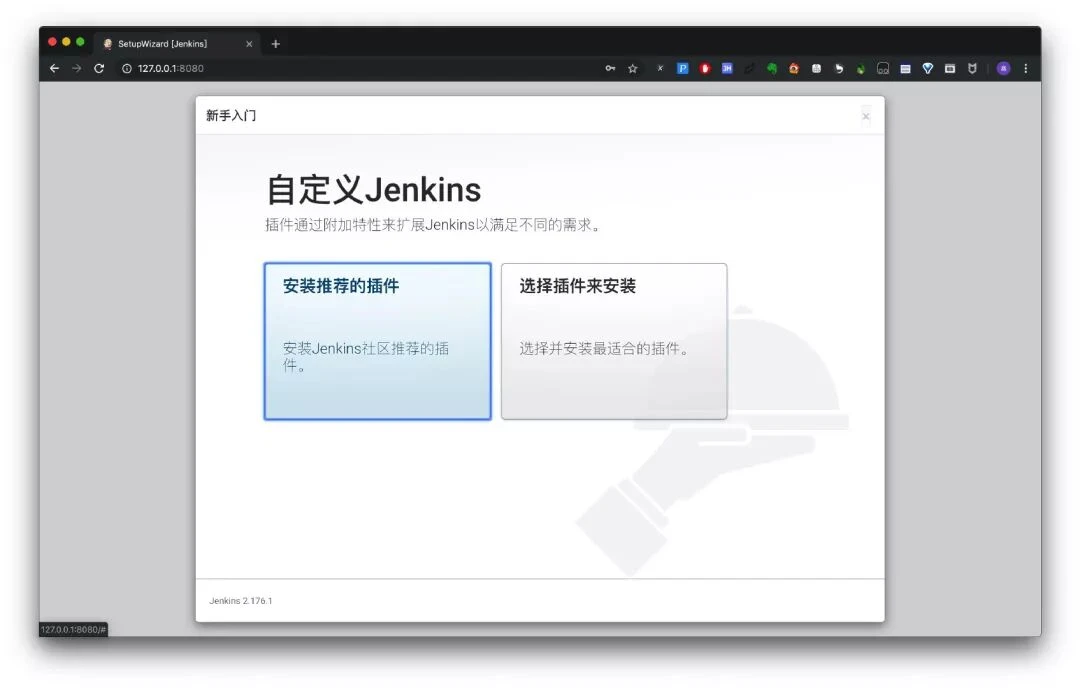 SetupWizard [Jenkins]
127.0.0.1:8080
新手入门
自定义Jenkins
插件通过附加特性来扩展Jenkins以满足不同的需求。
安装推荐的插件
安装Jenkins社区推荐的插
件。
选择插件来安装
选择并安装最适合的插件。
Jenkins 2.176.1
127.0.0.1:8080/#